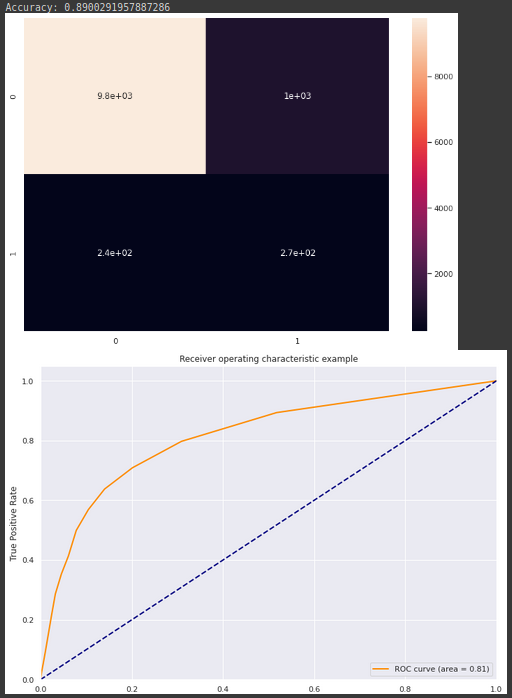 Accuracy: 0.8900291957887286
0
9.8e+03
1e+03
8000
6000
4000
2000
1
2.4e+02
2.7e+02
0
1
Receiver operating characteristic example
1.0
0.8
0.6
0.4
0.2
0.0
True Positive Rate
ROC curve (area = 0.81)
0.0
0.2
0.4
0.6
0.8
1.0